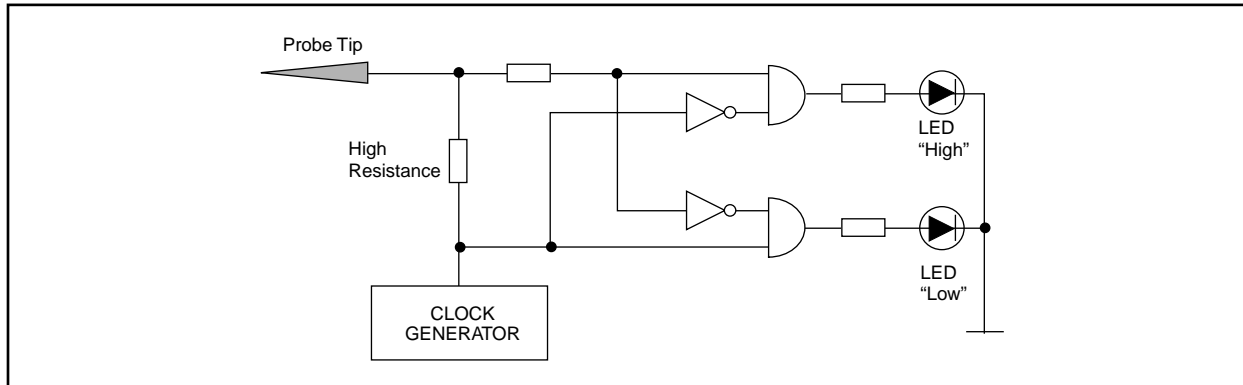 Probe Tip
High
Resistance
LED
“High”
LED
“Low”
CLOCK
GENERATOR